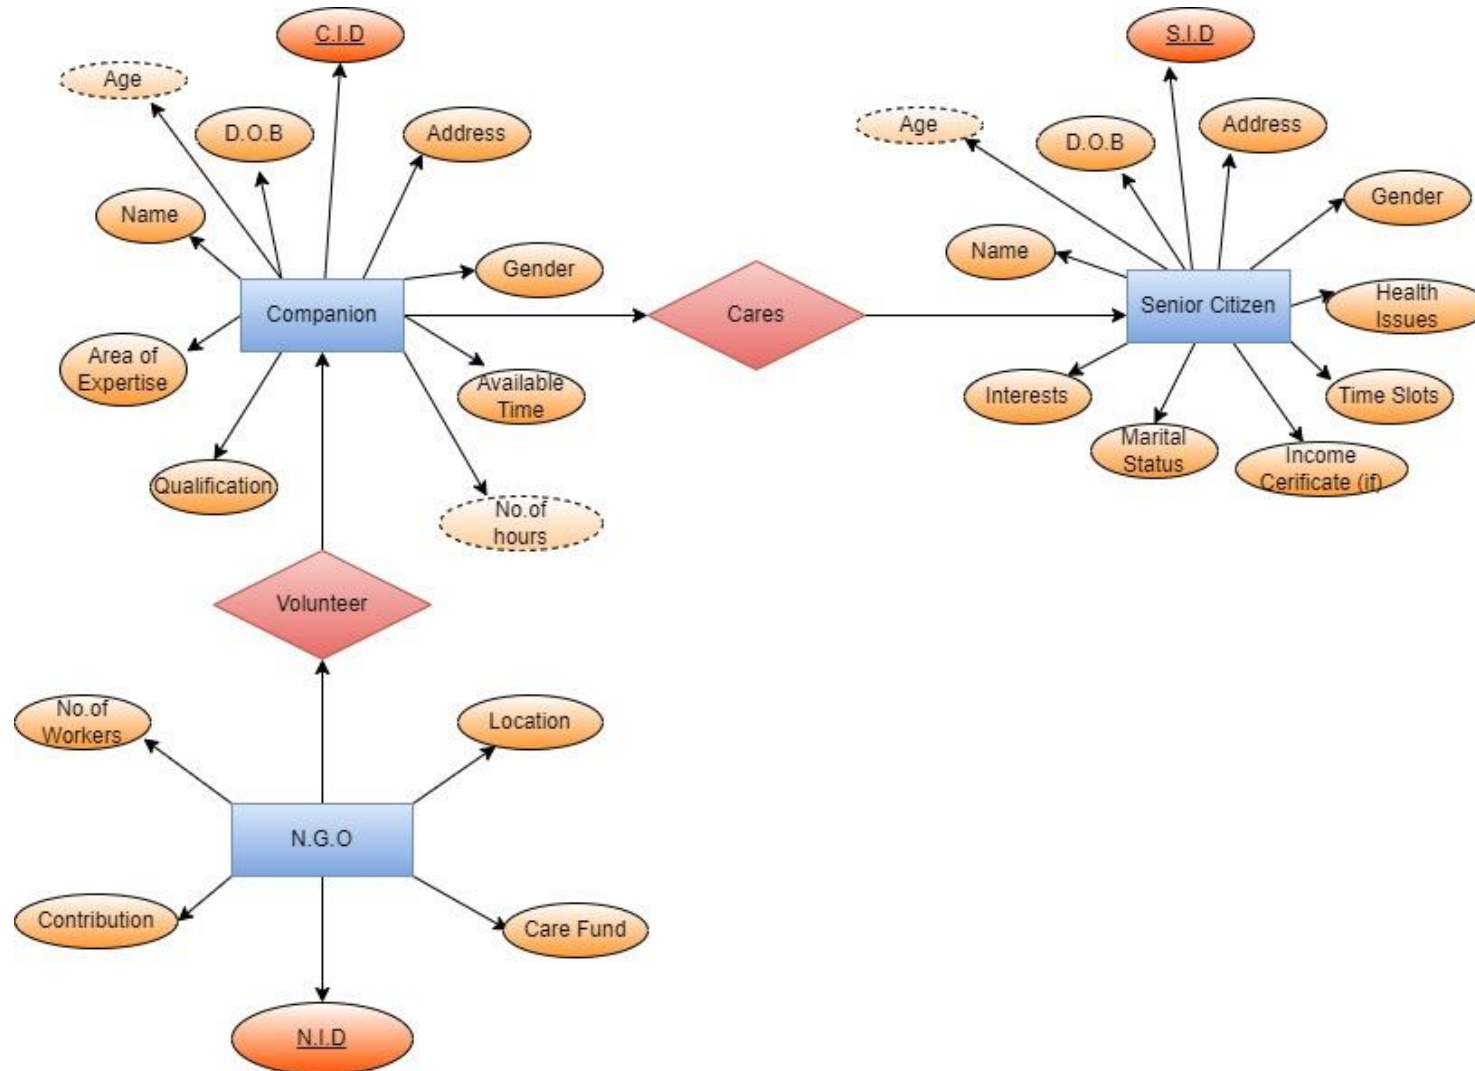 C.I.D
S.I.D
Age
D.O.B
Address
Age
D.O.B
Address
Name
Gender
Name
Gender
Companion
Cares
Senior Citizen
Health
Issues
Area of
Expertise
Available
Time
Interests
Time Slots
Marital
Status
Income
Cerificate (if)
Qualification
No.of
hours
Volunteer
No.of
Workers
Location
N.G.O
Contribution
Care Fund
N.I.D